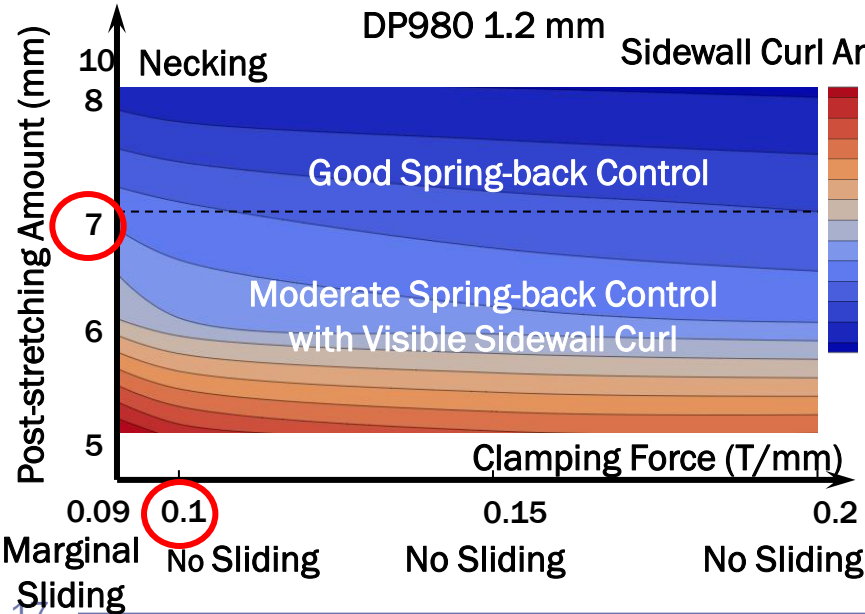 DP980 1.2 mm
Sidewall Curl Ar
Post-stretching Amount (mm)
10
Necking
8
Good Spring-back Control
7
Moderate Spring-back Control
with Visible Sidewall Curl
6
5
Clamping Force (T/mm)
0.09 0.1 0.15 0.2
Marginal
Sliding
No Sliding No Sliding No Sliding